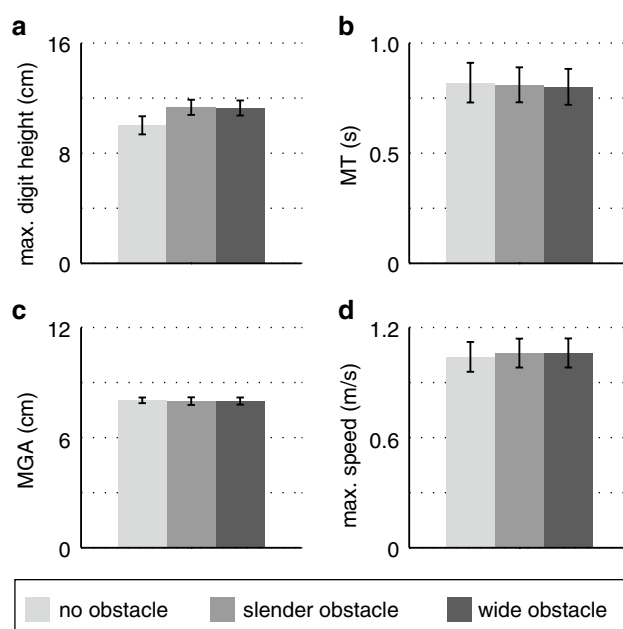 a
16
8
0
max. digit height (cm)
b
1.0
0.5
0
MT (s)
c
12
6
0
MGA (cm)
d
1.2
0.6
0
max. speed (m/s)
no obstacle
slender obstacle
wide obstacle